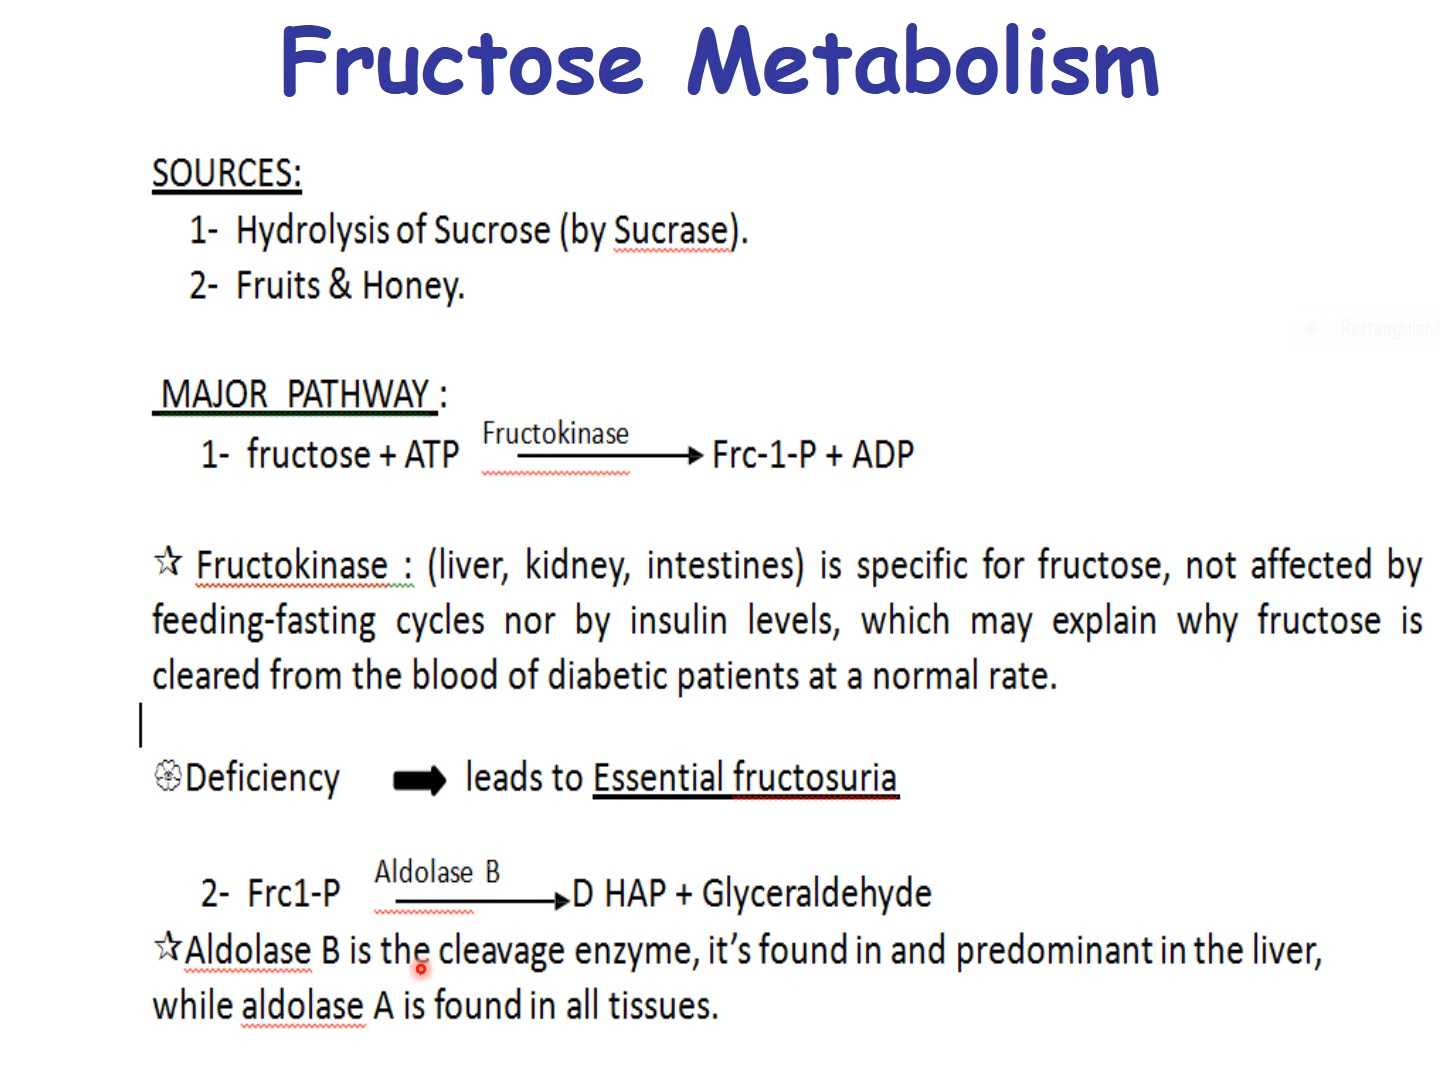 Fructose Metabolism
SOURCES:
1- Hydrolysis of Sucrose (by Sucrase).
2- Fruits & Honey.
Rectangular S
MAJOR PATHWAY :
Fructokinase
1- fructose + ATP → Frc-1-P + ADP
☆ Fructokinase : (liver, kidney, intestines) is specific for fructose, not affected by
feeding-fasting cycles nor by insulin levels, which may explain why fructose is
cleared from the blood of diabetic patients at a normal rate.
Deficiency ➡ leads to Essential fructosuria
Aldolase B
2- Frc1-P → D HAP + Glyceraldehyde
☆Aldolase B is the cleavage enzyme, it’s found in and predominant in the liver,
while aldolase A is found in all tissues.